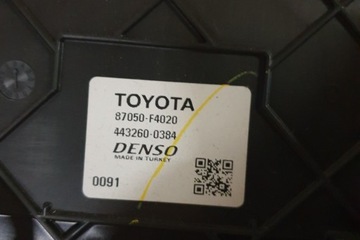 TOYOTA
87050-F4020
443260-0384
DENSO
MADE IN TURKEY
0091